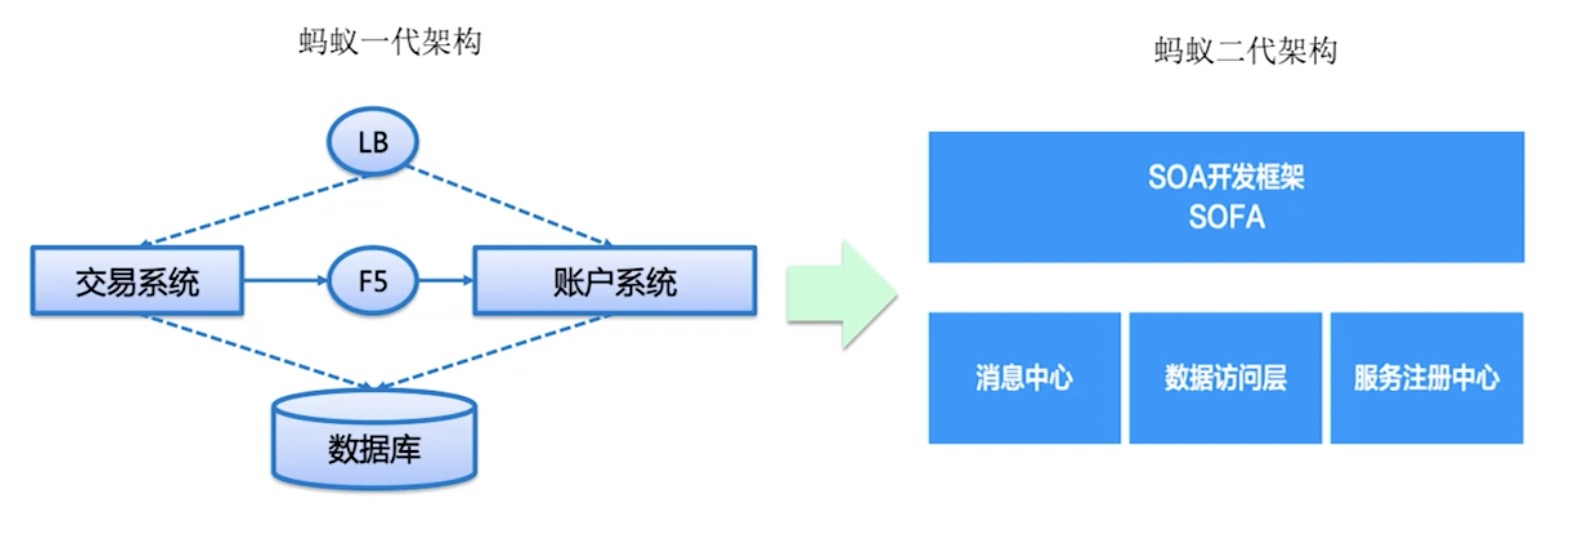 蚂蚁一代架构
LB
交易系统
F5
账户系统
数据库
蚂蚁二代架构
SOA开发框架
SOFA
消息中心
数据访问层
服务注册中心